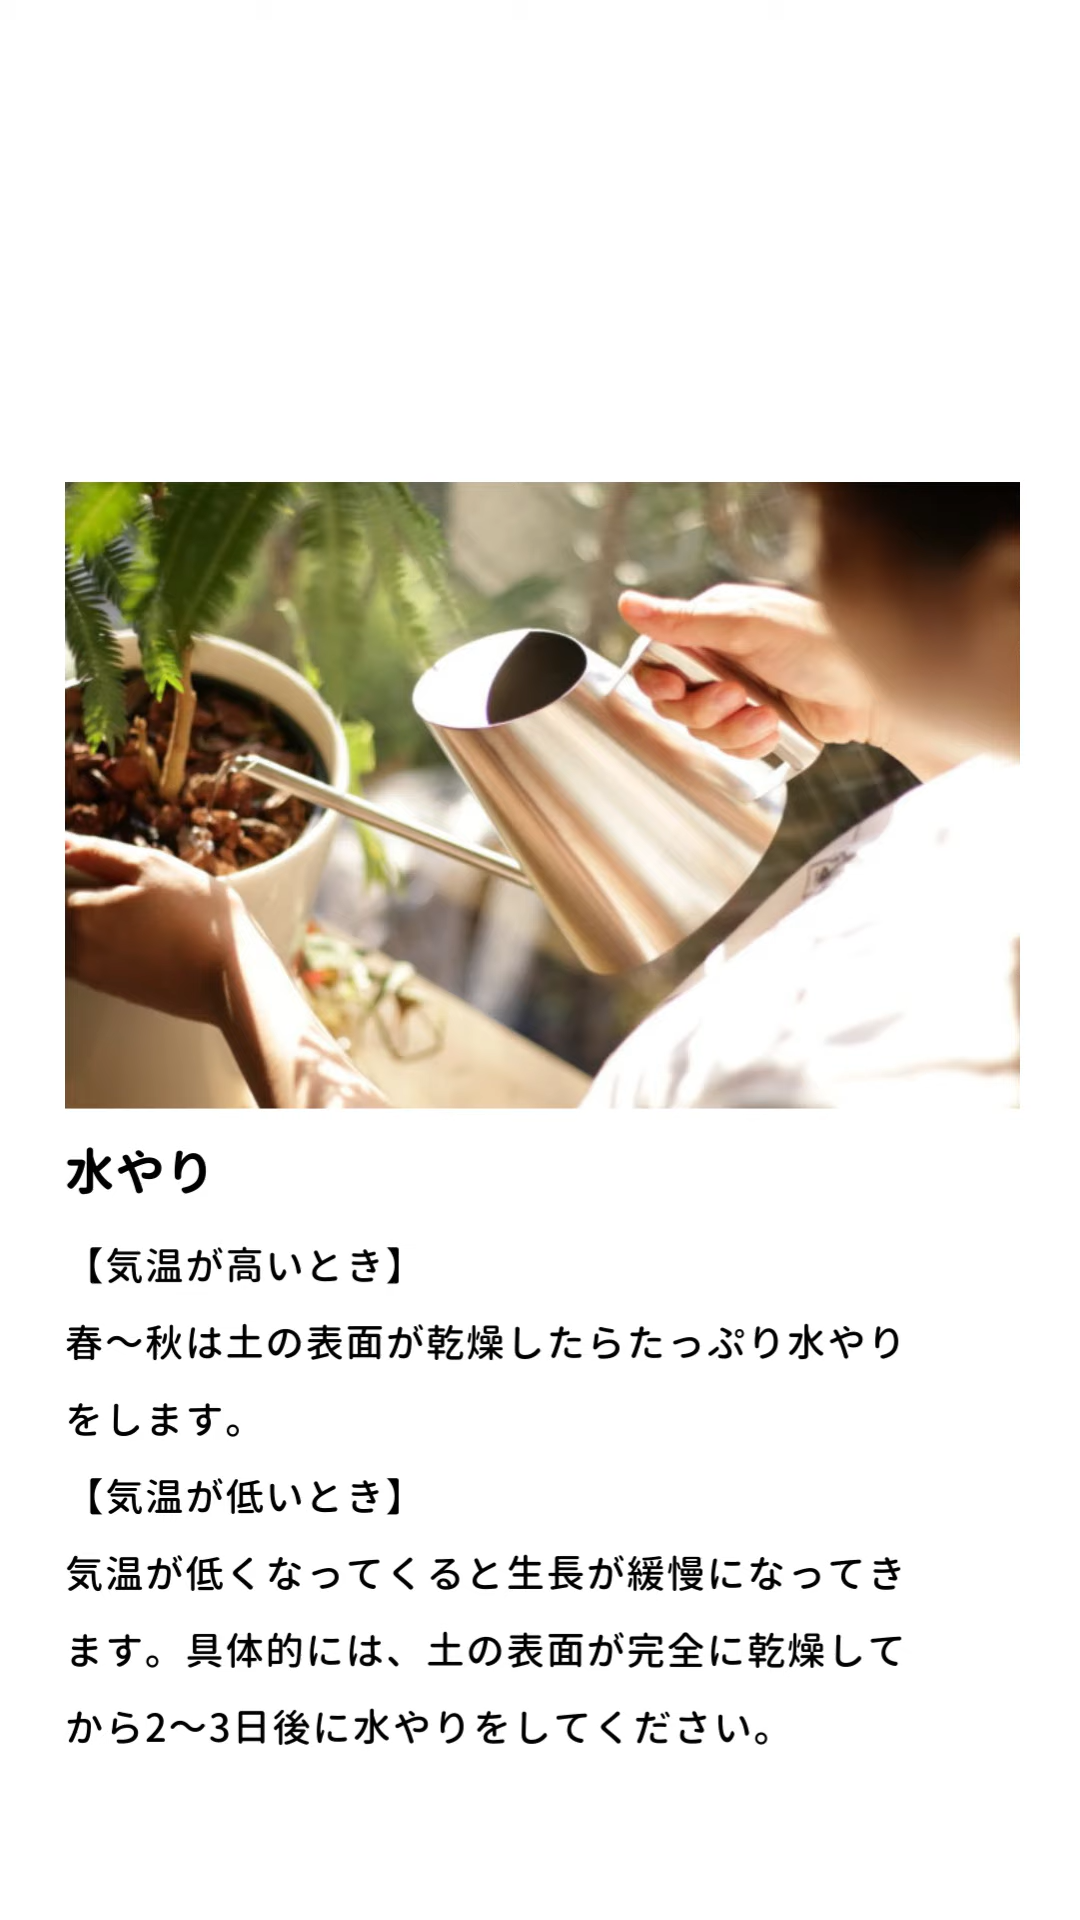 水やり
【気温が高いとき】
春〜秋は土の表面が乾燥したらたっぷり水やり
をします。
【気温が低いとき】
気温が低くなってくると生長が緩慢になってき
ます。具体的には、土の表面が完全に乾燥して
から2〜3日後に水やりをしてください。